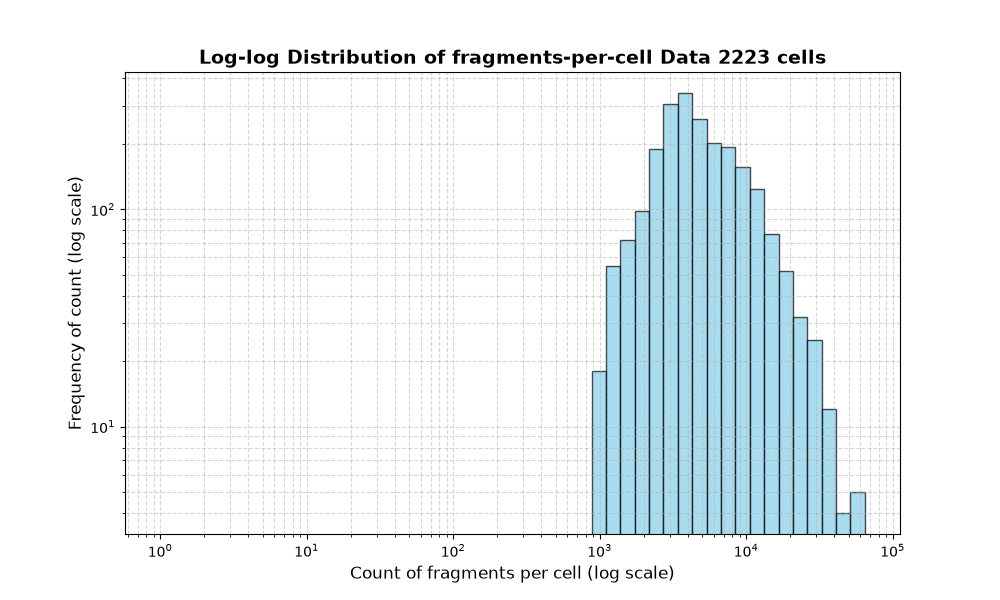 Log-log Distribution of fragments-per-cell Data 2223 cells
Frequency of count (log scale)
10²
10¹
10⁰ 10¹ 10² 10³ 10⁴ 10⁵
Count of fragments per cell (log scale)